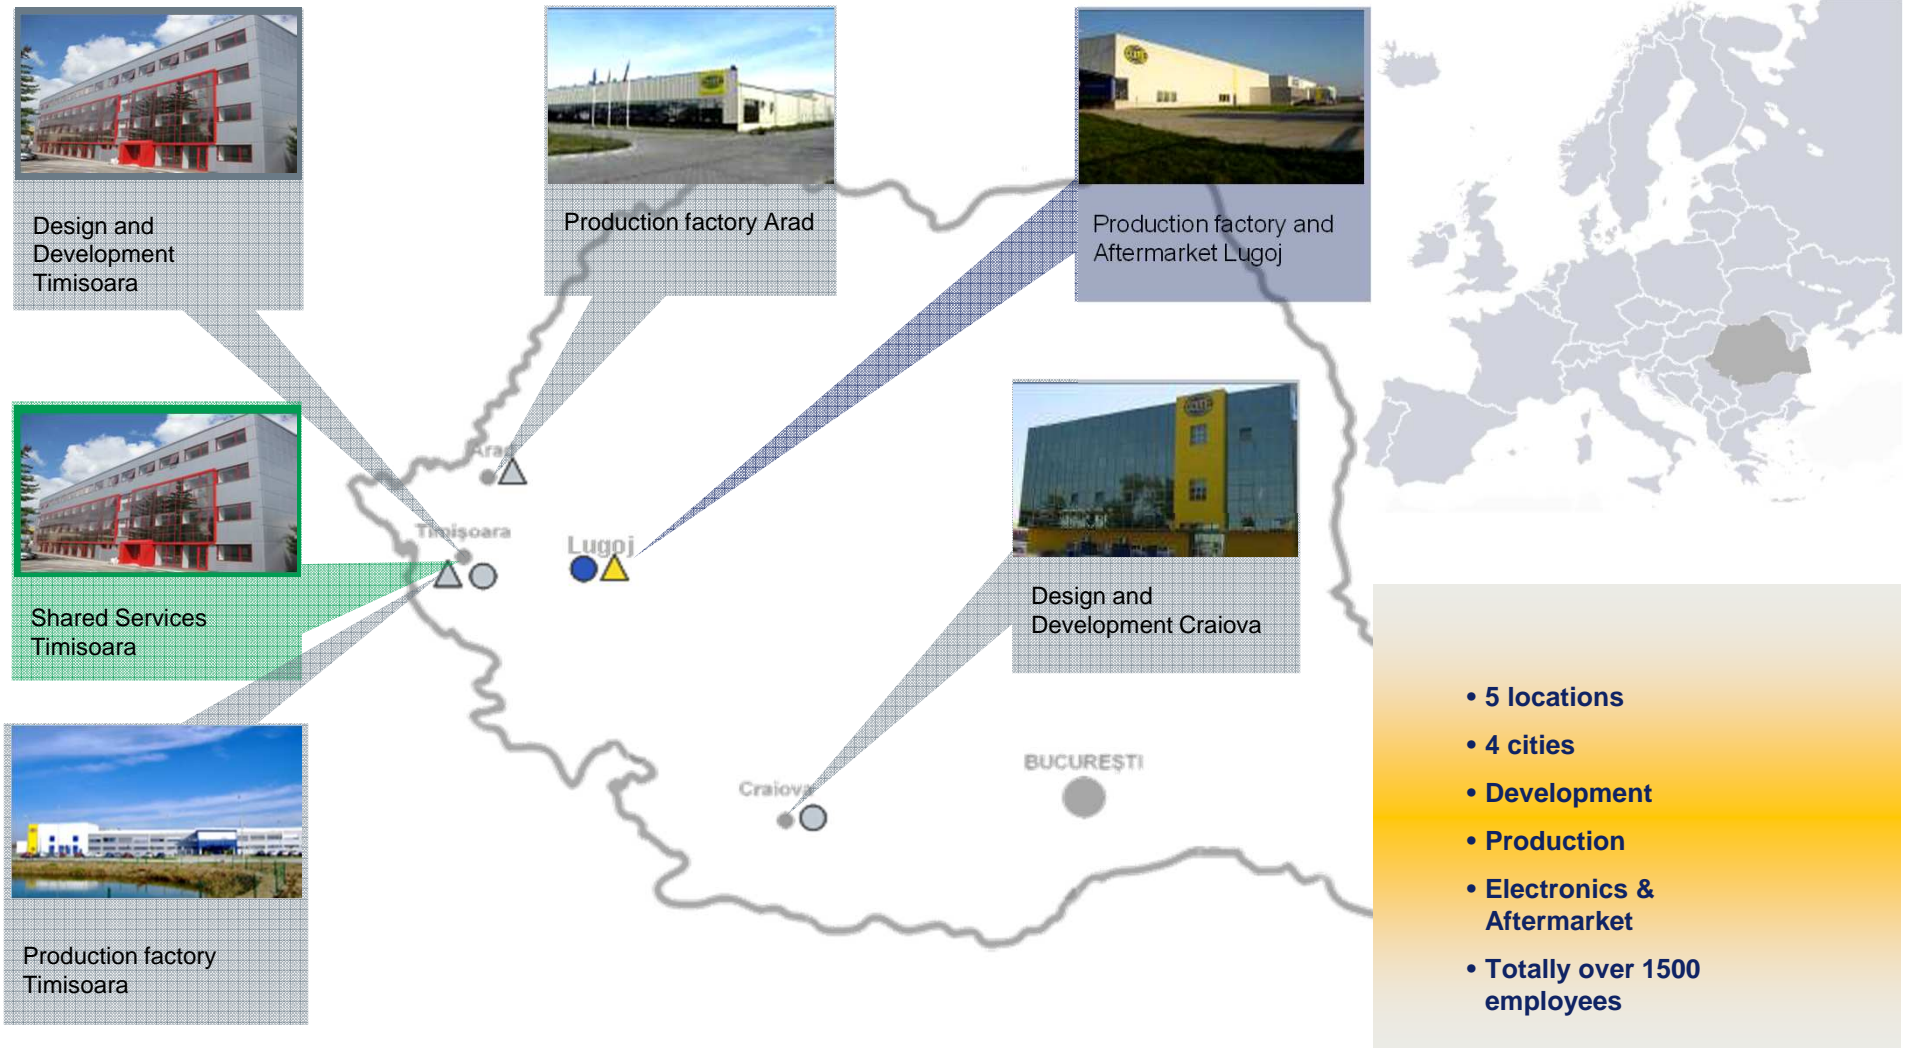 Design and
Development
Timisoara
Production factory Arad
Production factory and
Aftermarket Lugoj
Shared Services
Timisoara
Production factory
Timisoara
Design and
Development Craiova
Arad
Timişoara
Lugoj
Craiova
BUCUREŞTI
• 5 locations
• 4 cities
• Development
• Production
• Electronics &
Aftermarket
• Totally over 1500
employees